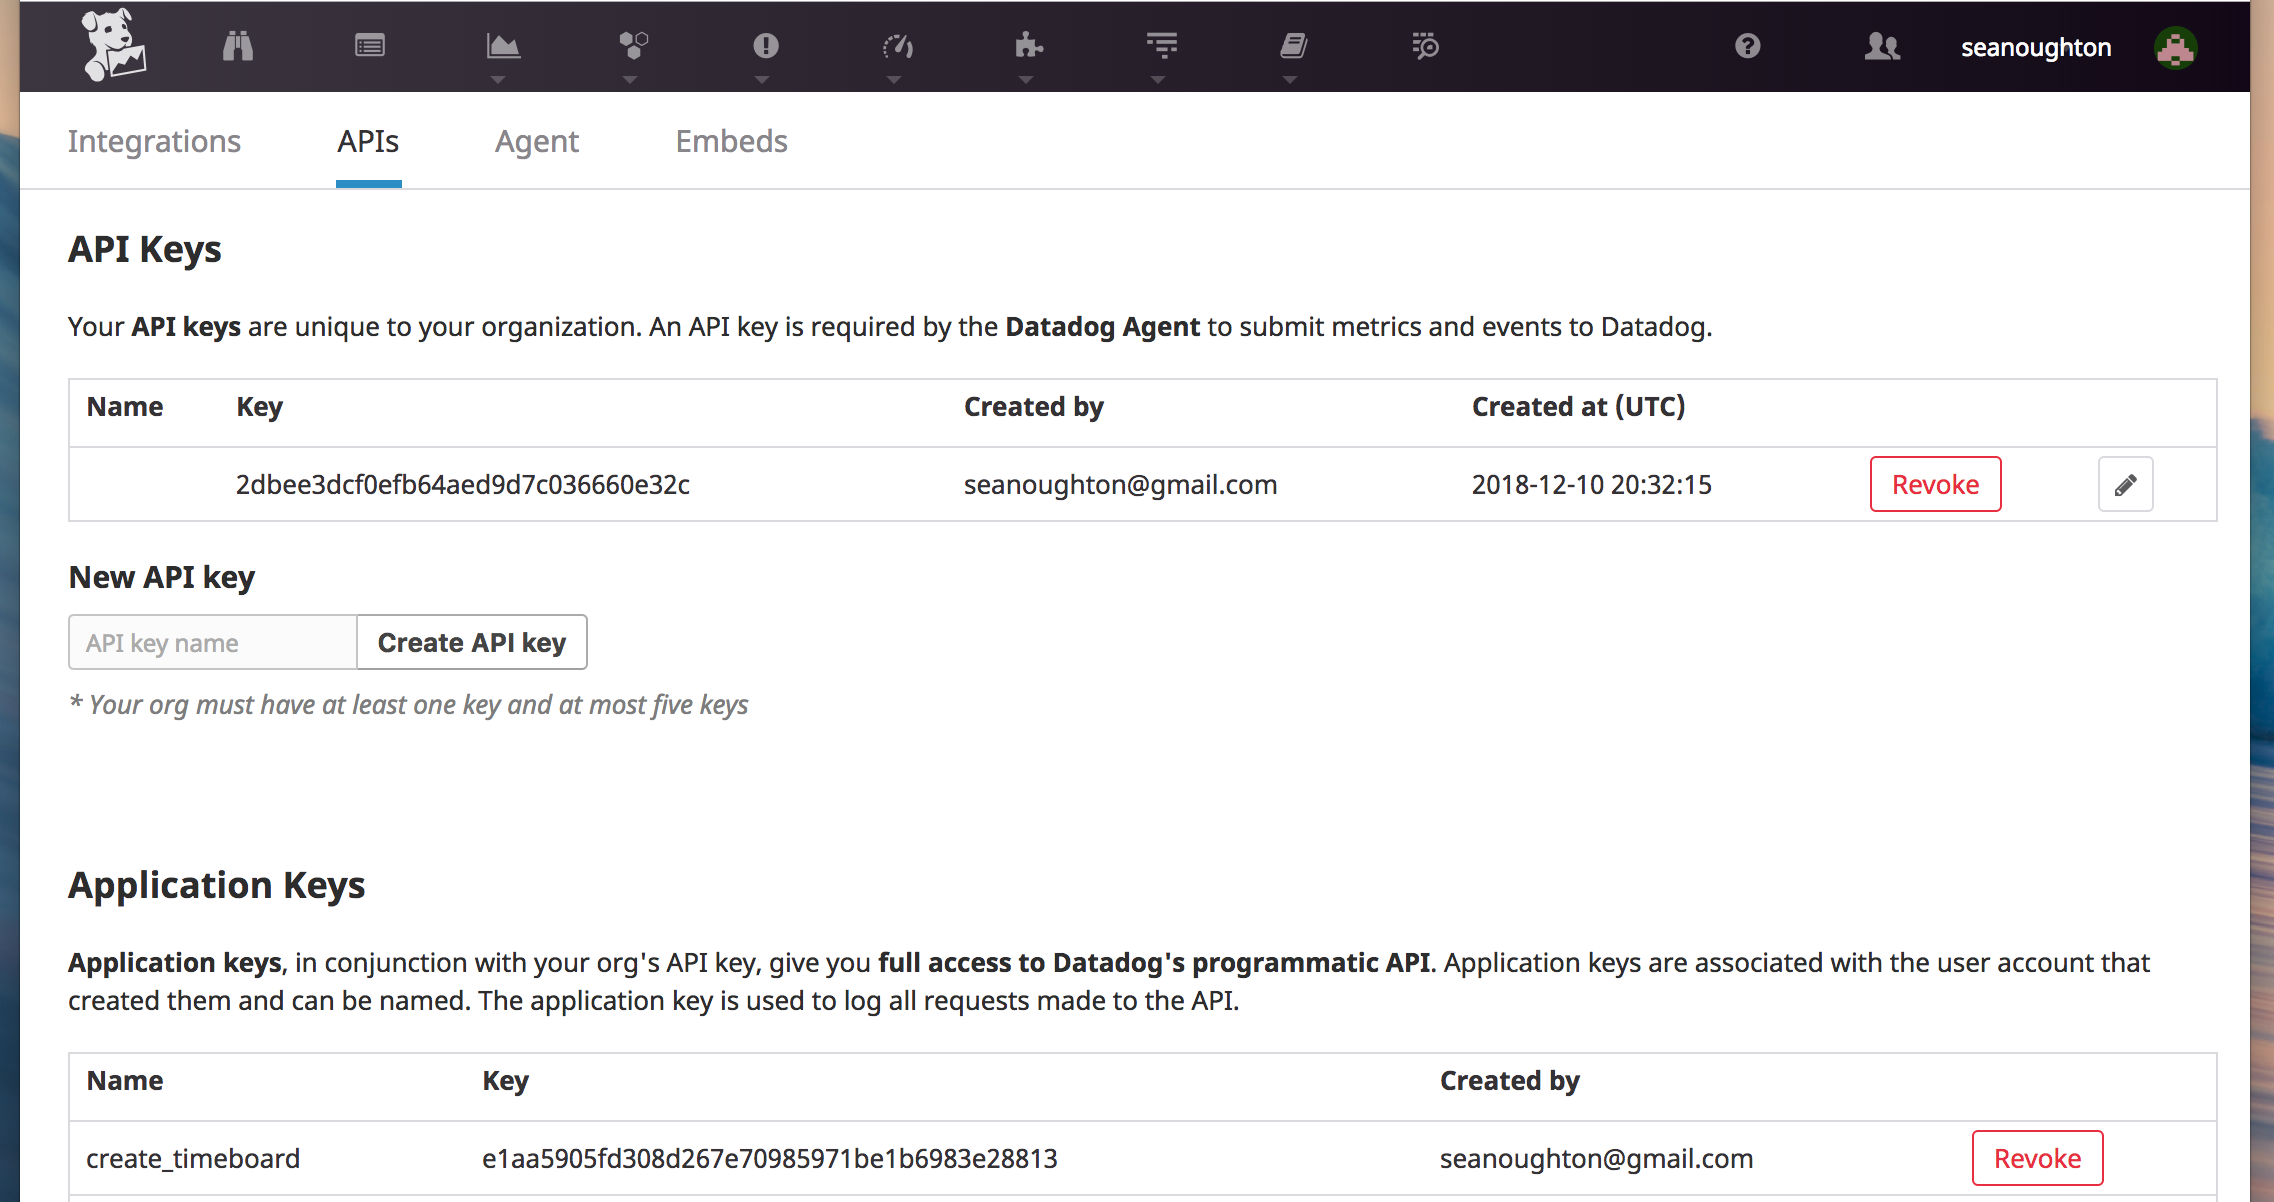 seanoughton
Integrations APIs Agent Embeds
API Keys
Your API keys are unique to your organization. An API key is required by the Datadog Agent to submit metrics and events to Datadog.
Name Key Created by Created at (UTC)
2dbee3dcf0efb64aed9d7c036660e32c seanoughton@gmail.com 2018-12-10 20:32:15 Revoke
New API key
API key name Create API key
* Your org must have at least one key and at most five keys
Application Keys
Application keys, in conjunction with your org's API key, give you full access to Datadog's programmatic API. Application keys are associated with the user account that
created them and can be named. The application key is used to log all requests made to the API.
Name Key Created by
create_timeboard e1aa5905fd308d267e70985971be1b6983e28813 seanoughton@gmail.com Revoke